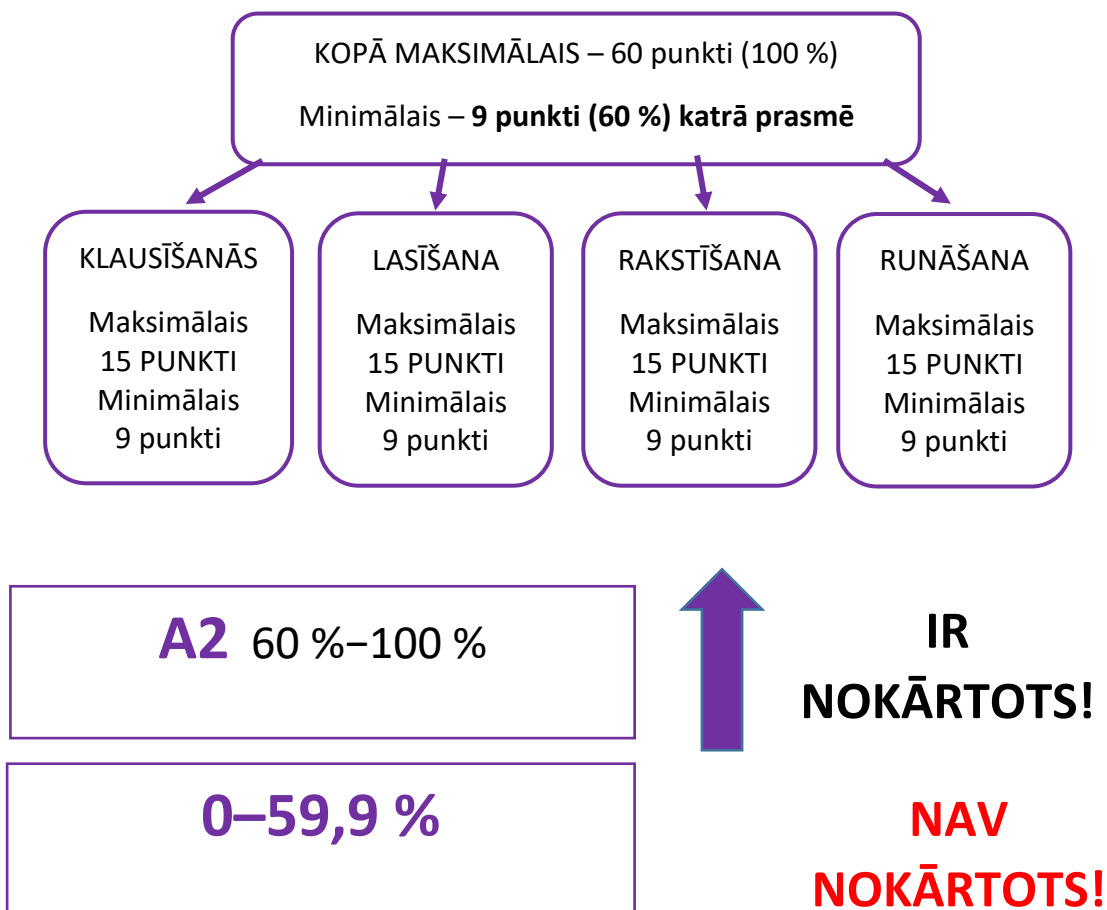 KOPĀ MAKSIMĀLAIS – 60 punkti (100 %)
Minimālais – 9 punkti (60 %) katrā prasmē
KLAUSĪŠANĀS
Maksimālais
15 PUNKTI
Minimālais
9 punkti
LASĪŠANA
Maksimālais
15 PUNKTI
Minimālais
9 punkti
RAKSTĪŠANA
Maksimālais
15 PUNKTI
Minimālais
9 punkti
RUNĀŠANA
Maksimālais
15 PUNKTI
Minimālais
9 punkti
A2 60 %–100 %
IR
NOKĀRTOTS!
0–59,9 %
NAV
NOKĀRTOTS!